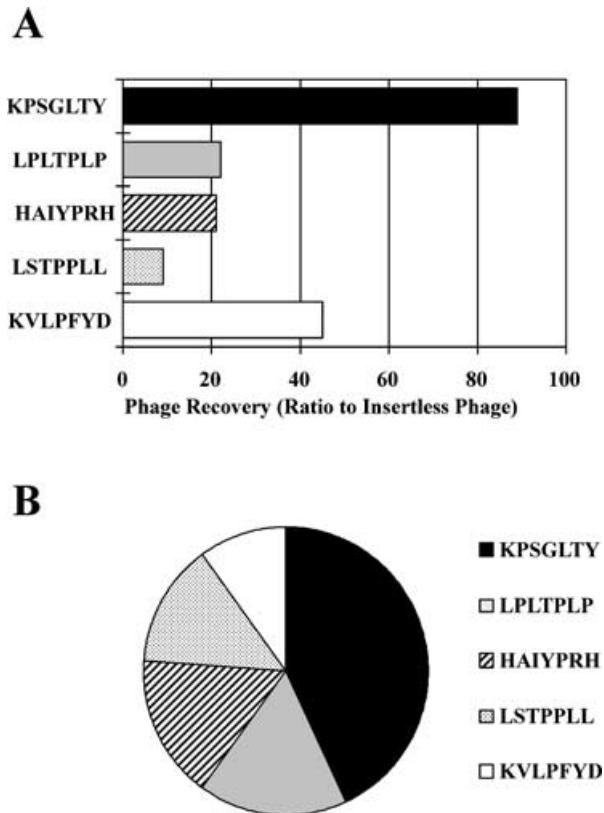 A
KPSGLTY
LPLTPLP
HAIYPRH
LSTPPLL
KVLPFYD
0 20 40 60 80 100
Phage Recovery (Ratio to Insertless Phage)
B
KPSGLTY
LPLTPLP
HAIYPRH
LSTPPLL
KVLPFYD